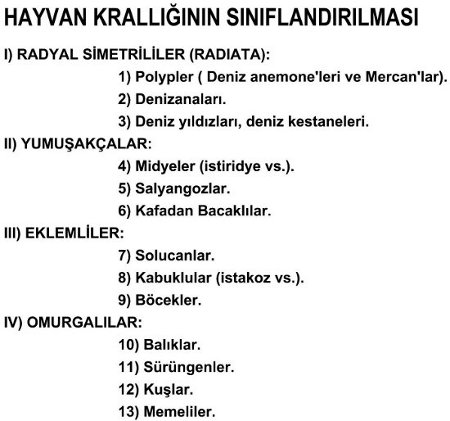 HAYVAN KRALLIĞININ SINIFLANDIRILMASI
I) RADYAL SİMETRİLİLER (RADIATA):
1) Polypler ( Deniz anemone'leri ve Mercan'lar).
2) Denizanaları.
3) Deniz yıldızları, deniz kestaneleri.
II) YUMUŞAKÇALAR:
4) Midyeler (istiridye vs.).
5) Salyangozlar.
6) Kafadan Bacaklılar.
III) EKLEMLİLER:
7) Solucanlar.
8) Kabuklular (istakoz vs.).
9) Böcekler.
IV) OMURGALILAR:
10) Balıklar.
11) Sürüngenler.
12) Kuşlar.
13) Memeliler.